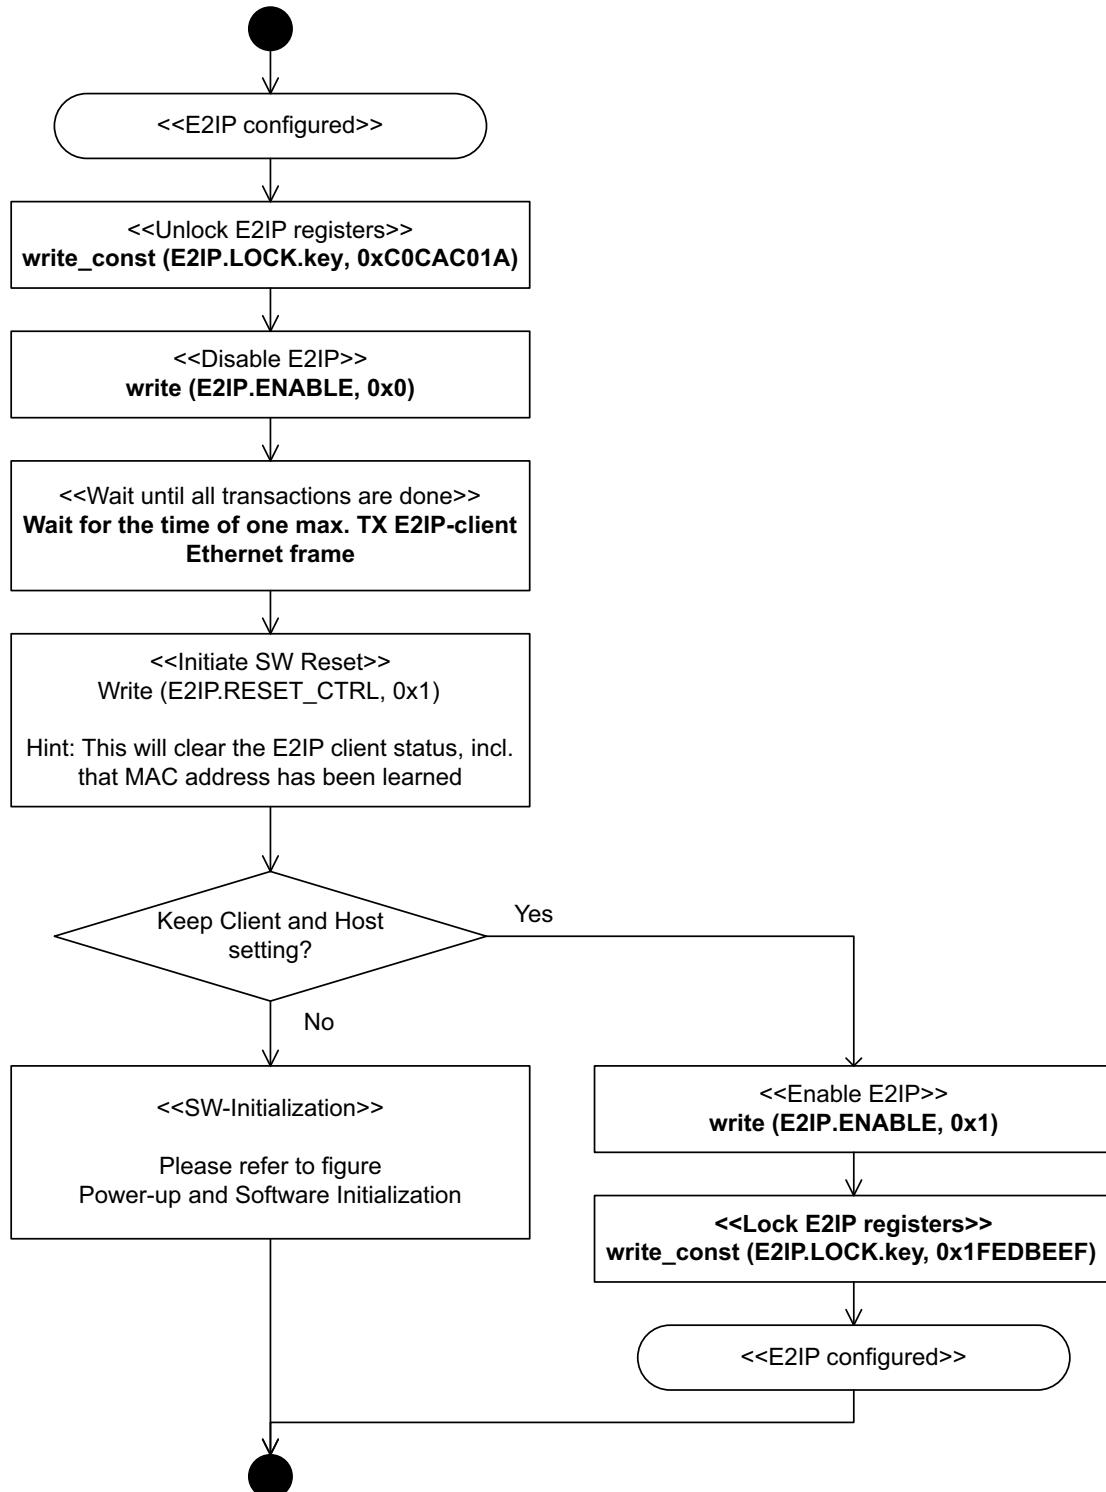 <<E2IP configured>>
<<Unlock E2IP registers>>
write_const (E2IP.LOCK.key, 0xC0CAC01A)
<<Disable E2IP>>
write (E2IP.ENABLE, 0x0)
<<Wait until all transactions are done>>
Wait for the time of one max. TX E2IP-client
Ethernet frame
<<Initiate SW Reset>>
Write (E2IP.RESET_CTRL, 0x1)
Hint: This will clear the E2IP client status, incl.
that MAC address has been learned
Keep Client and Host
setting?
Yes
No
<<SW-Initialization>>
Please refer to figure
Power-up and Software Initialization
<<Enable E2IP>>
write (E2IP.ENABLE, 0x1)
<<Lock E2IP registers>>
write_const (E2IP.LOCK.key, 0x1FEDBEEF)
<<E2IP configured>>